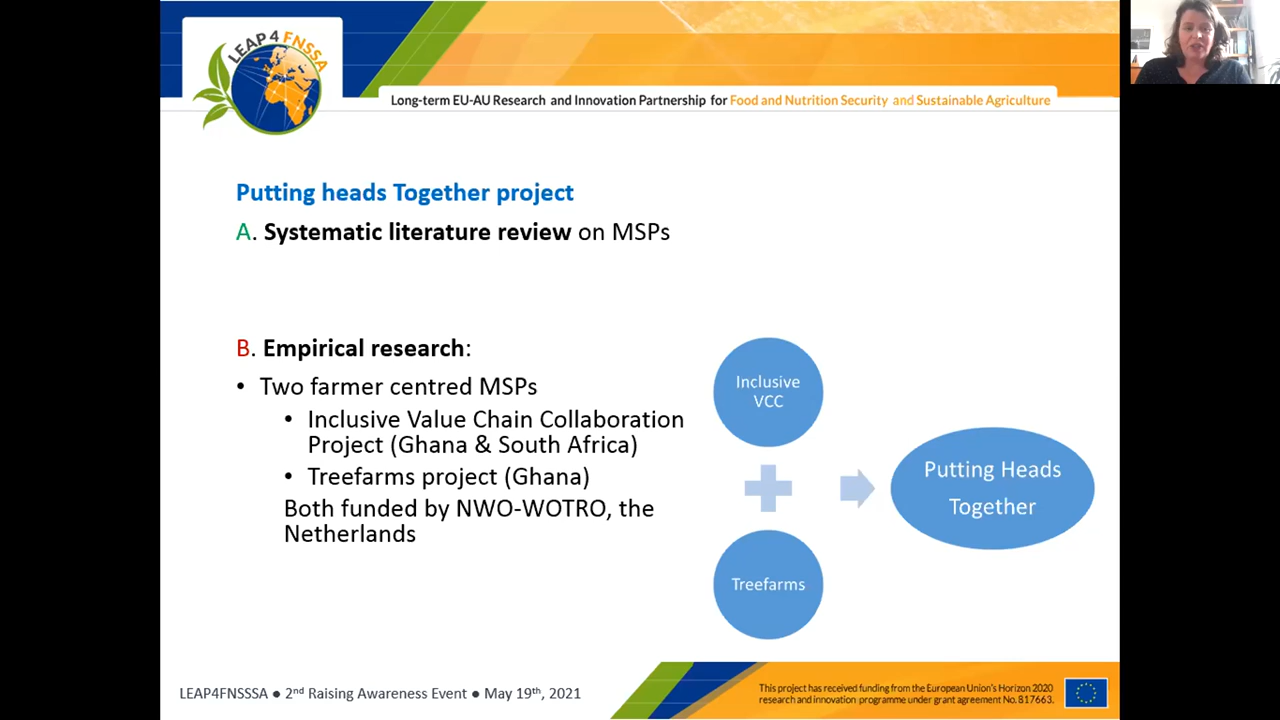 LEAP 4 FNSSA
Long-term EU-AU Research and Innovation Partnership for Food and Nutrition Security and Sustainable Agriculture
Putting heads Together project
A. Systematic literature review on MSPs
B. Empirical research:
• Two farmer centred MSPs
• Inclusive Value Chain Collaboration
Project (Ghana & South Africa)
• Treefarms project (Ghana)
Both funded by NWO-WOTRO, the
Netherlands
Inclusive
VCC
Treefarms
Putting Heads
Together
LEAP4FNSSSA ● 2nd Raising Awareness Event ● May 19th, 2021
This project has received funding from the European Union's Horizon 2020
research and innovation programme under grant agreement No.817663.